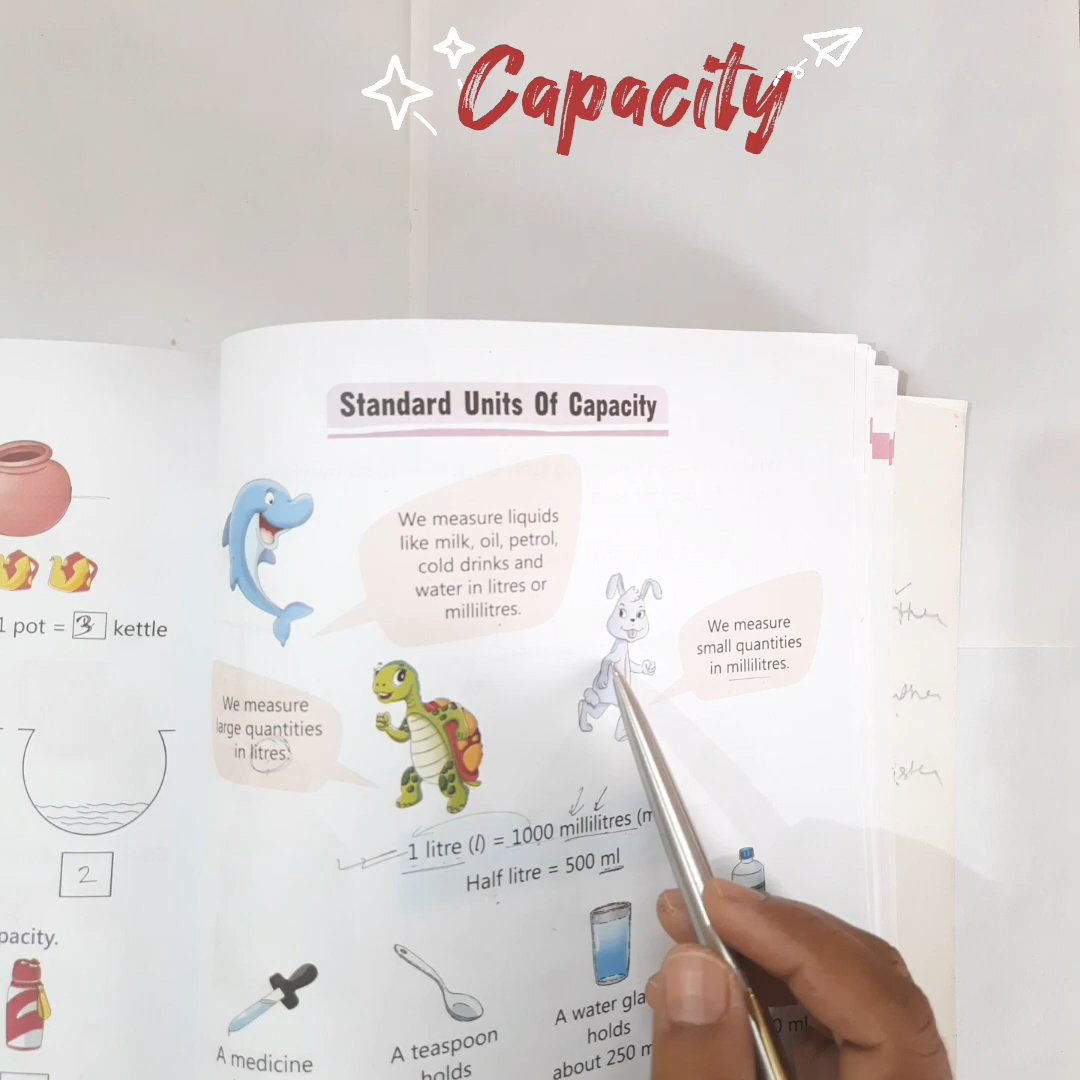 Capacity
Standard Units Of Capacity
We measure liquids
like milk, oil, petrol,
cold drinks and
water in litres or
millilitres.
We measure
small quantities
in millilitres.
We measure
large quantities
in litres.
1 litre (l) = 1000 millilitres (m
Half litre = 500 ml
A medicine
A teaspoon
holds
A water gla
holds
about 250 m
0 ml
1 pot = 3 kettle
2
pacity.